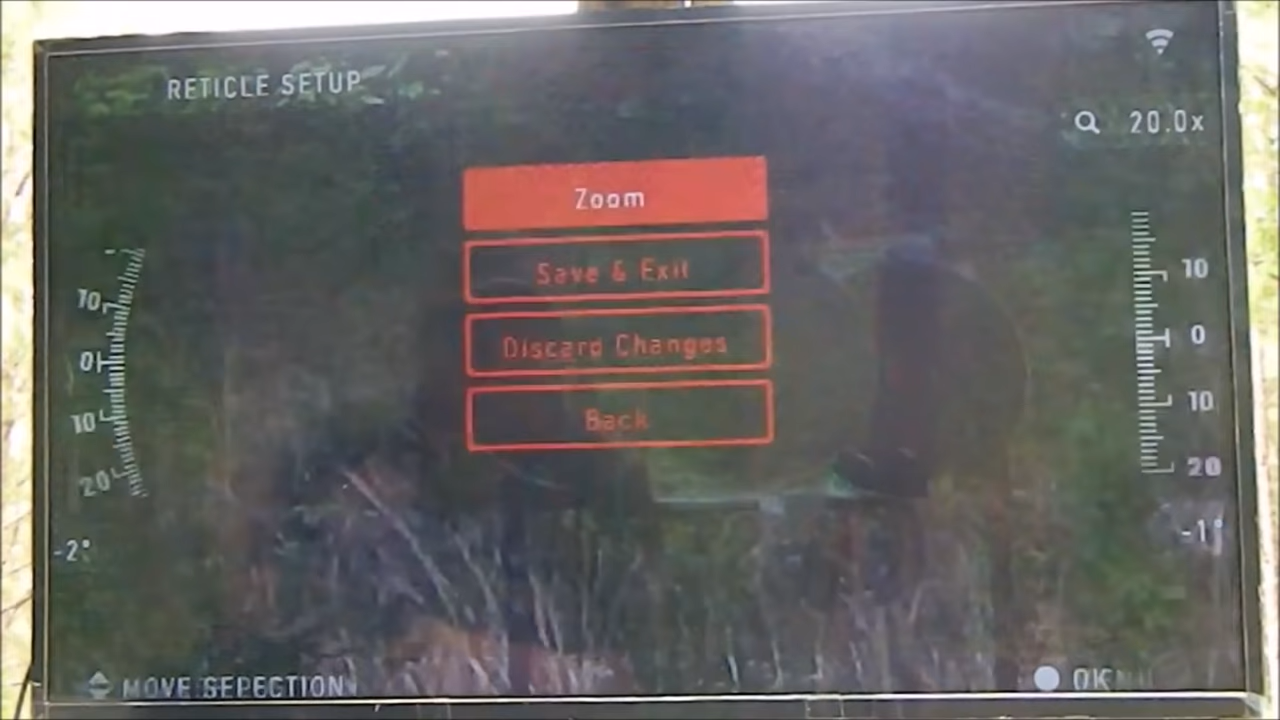 RETICLE SETUP
20.0x
Zoom
Save & Exit
Discard Changes
Back
10
0
10
20
-2°
10
0
10
20
-1°
MOVE SELECTION
OK